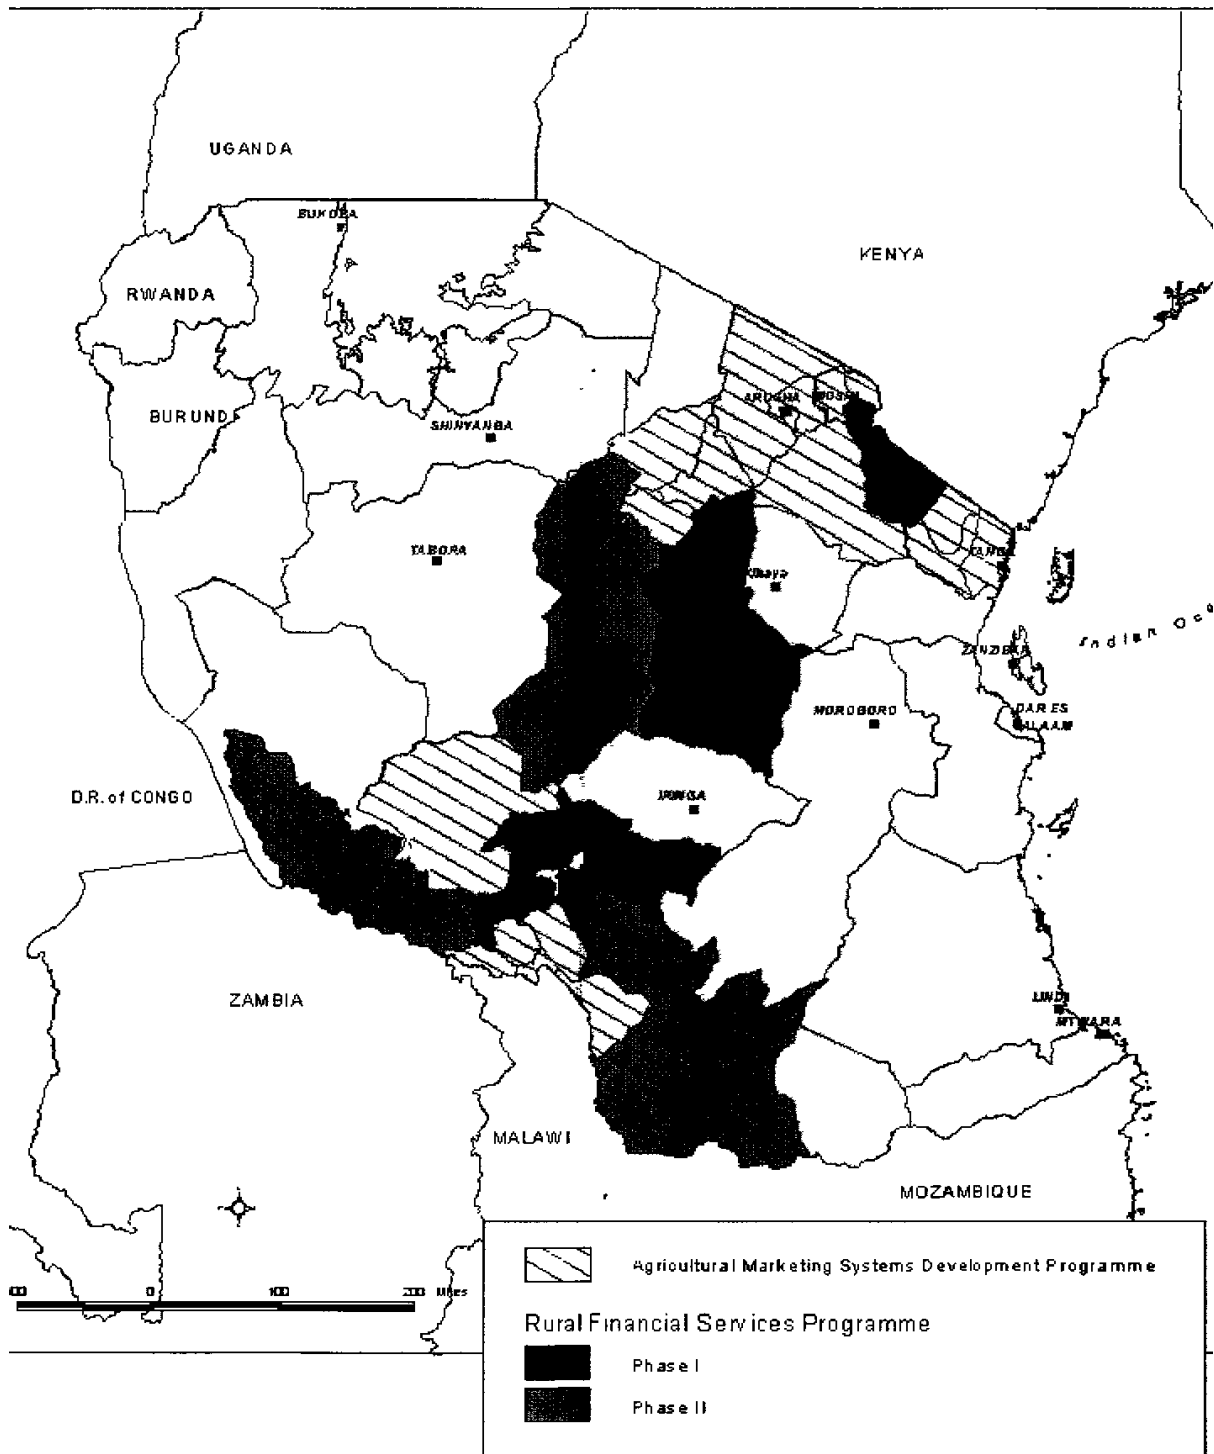 UGANDA
BUKOBA
KENYA
RWANDA
BURUNDI
ARUSHA
MOSHI
SHINYANGA
TABORA
TANGA
Kibaya
Indian Oce
ZANZIBAR
DAR ES
SALAAM
MOROGORO
D.R. of CONGO
IRINGA
ZAMBIA
LINDI
MTWARA
MALAWI
MOZAMBIQUE
0 100 200 Miles
Agricultural Marketing Systems Development Programme
Rural Financial Services Programme
Phase I
Phase II